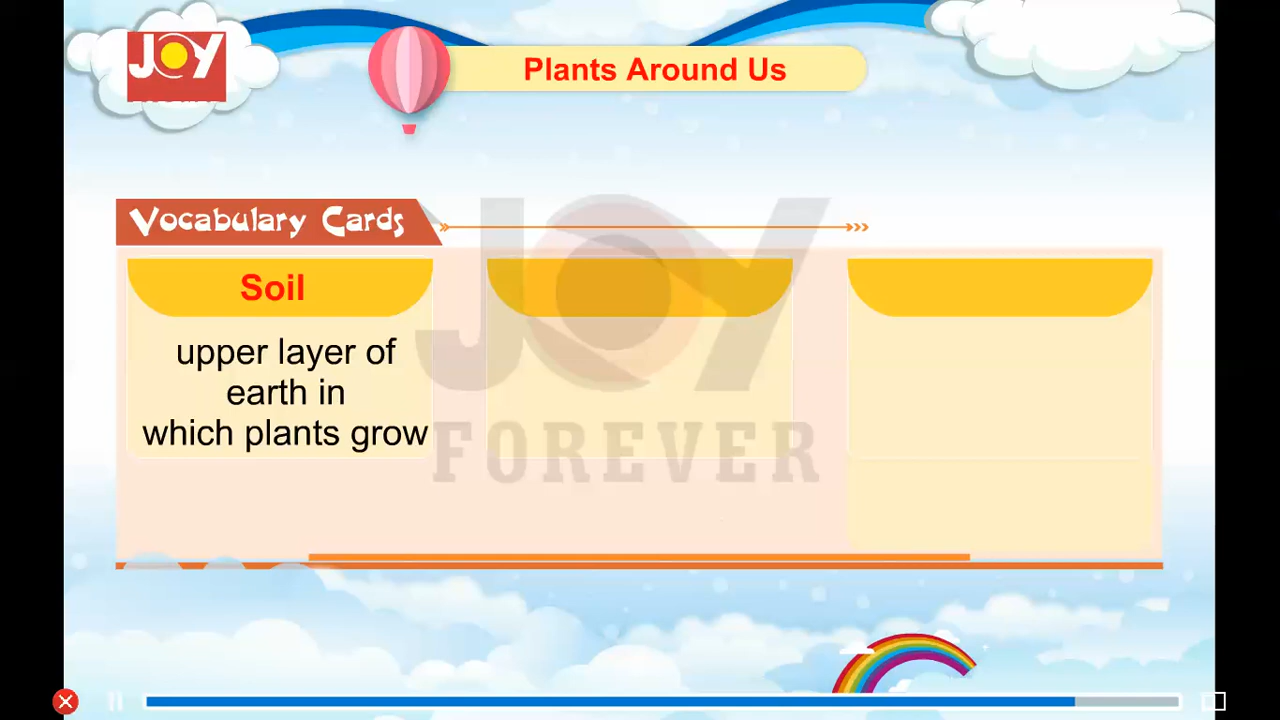 JOY
Plants Around Us
Vocabulary Cards
Soil
upper layer of
earth in
which plants grow
JOY
FOREVER